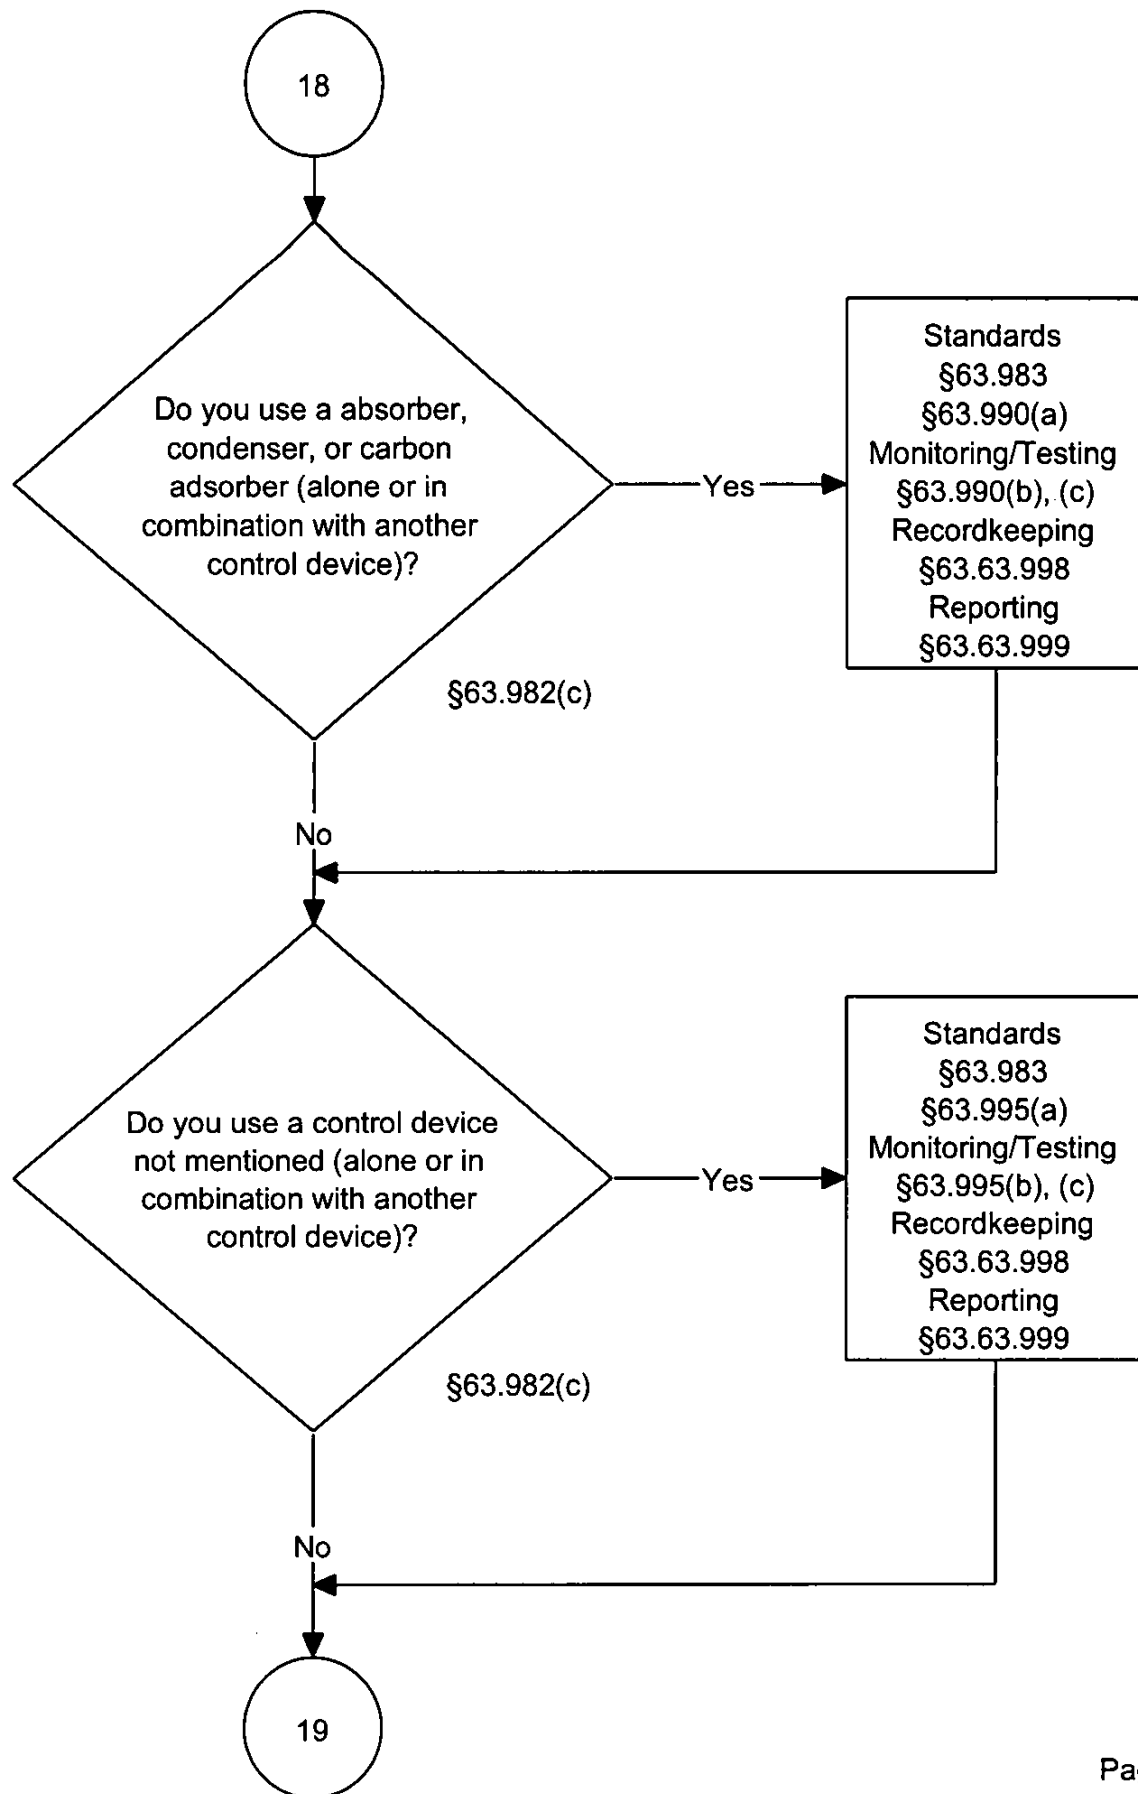 18
Do you use a absorber,
condenser, or carbon
adsorber (alone or in
combination with another
control device)?
Yes
Standards
§63.983
§63.990(a)
Monitoring/Testing
§63.990(b), (c)
Recordkeeping
§63.63.998
Reporting
§63.63.999
§63.982(c)
No
Do you use a control device
not mentioned (alone or in
combination with another
control device)?
Yes
Standards
§63.983
§63.995(a)
Monitoring/Testing
§63.995(b), (c)
Recordkeeping
§63.63.998
Reporting
§63.63.999
§63.982(c)
No
19